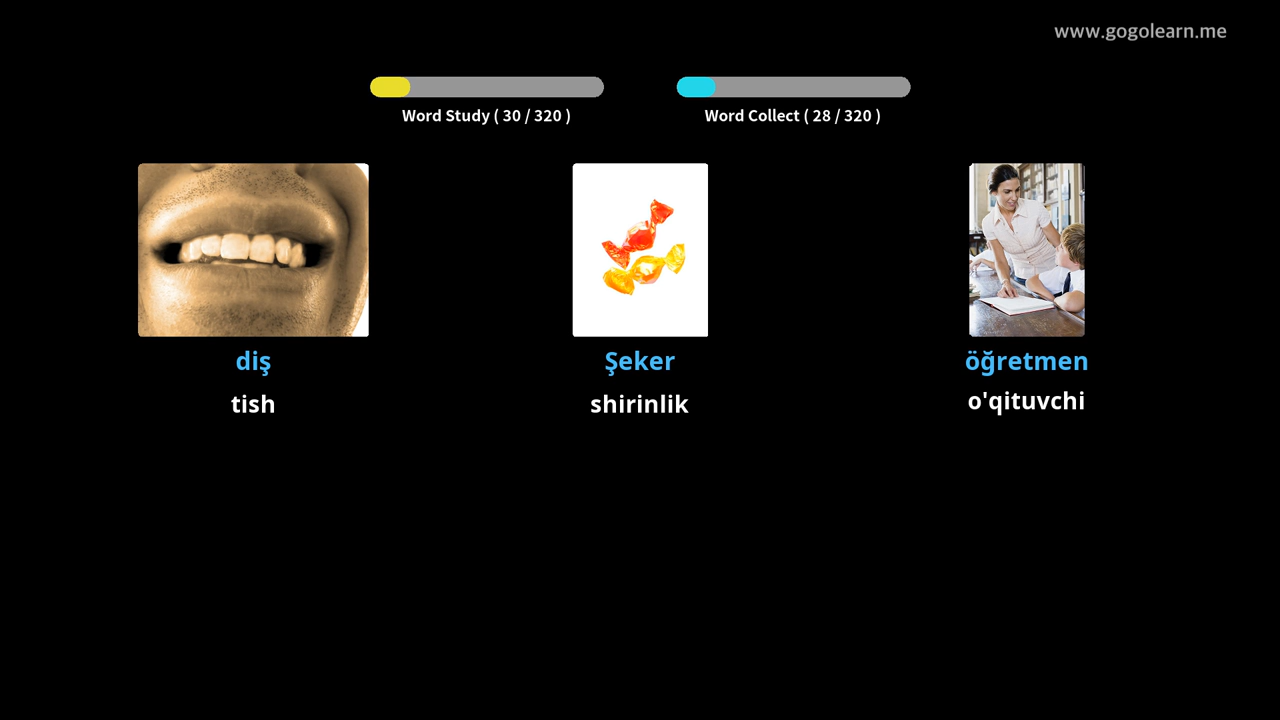 www.gogolearn.me
Word Study ( 30 / 320 )
Word Collect ( 28 / 320 )
diş
Şeker
öğretmen
tish
shirinlik
o'qituvchi